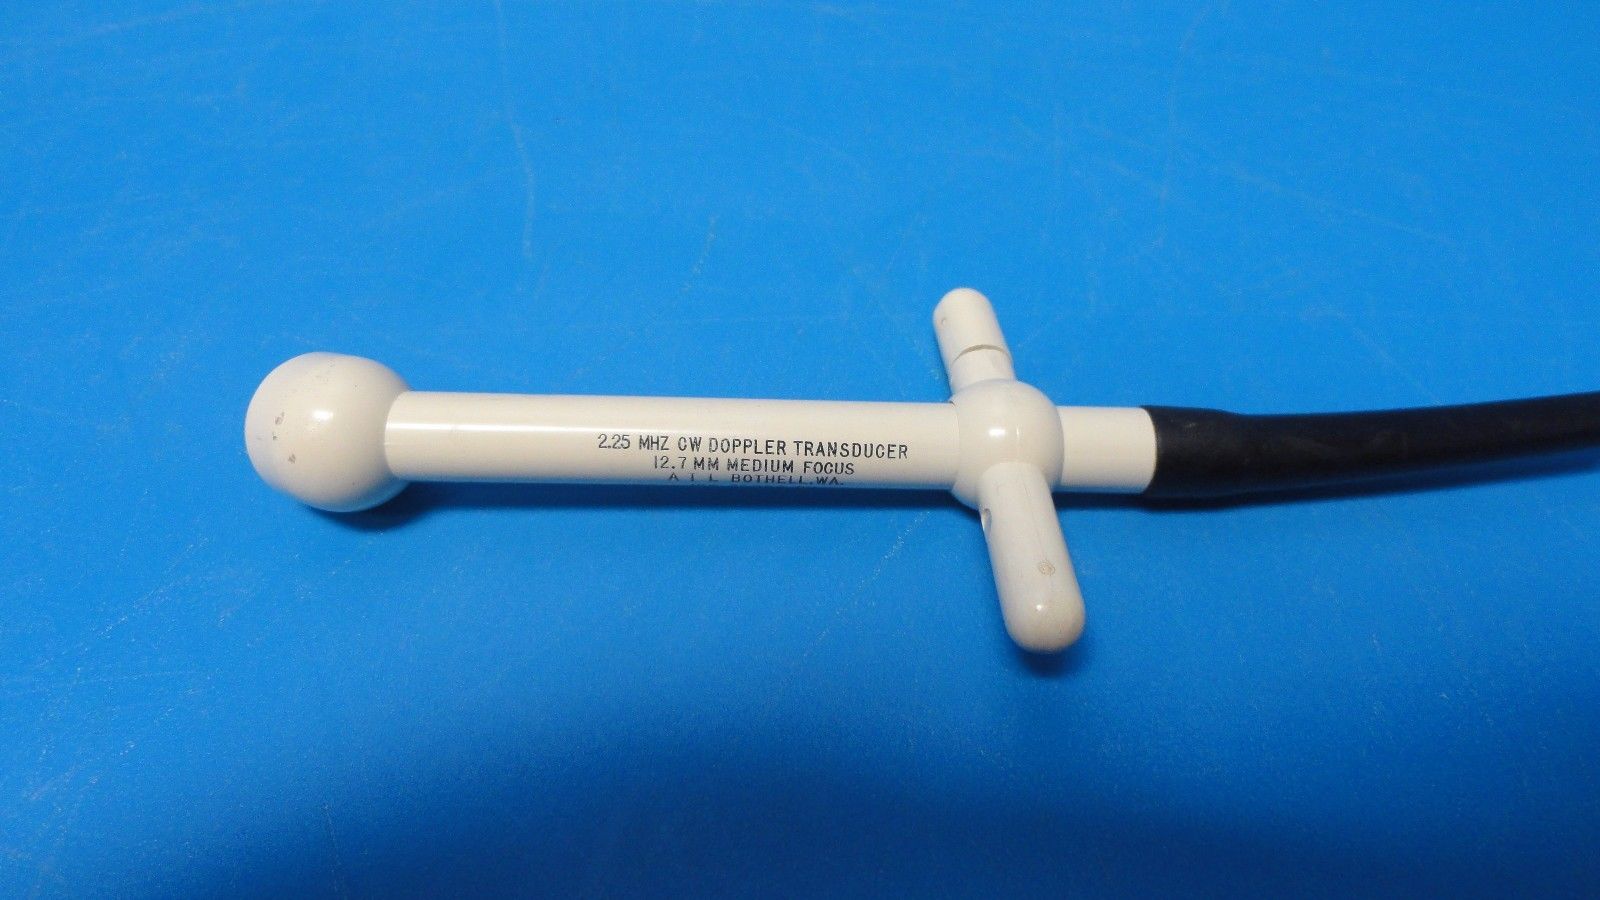 2.25 MHZ CW DOPPLER TRANSDUCER
12.7 MM MEDIUM FOCUS
A T L BOTHELL, WA.